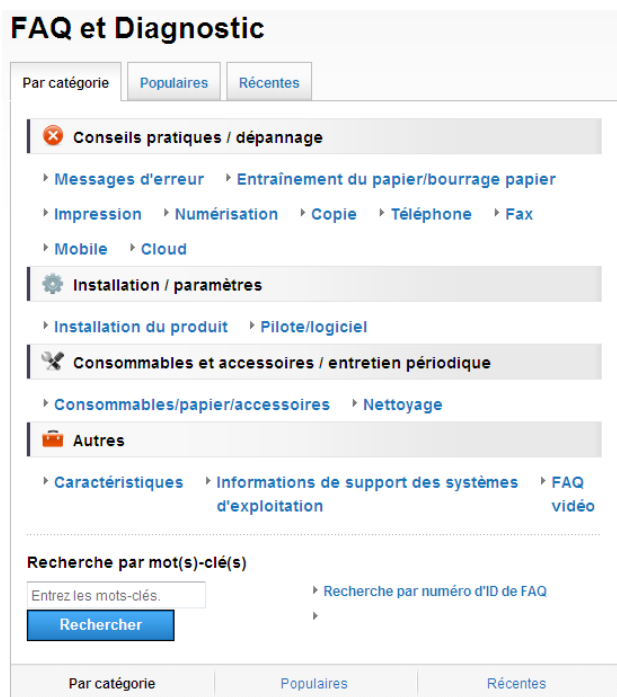 FAQ et Diagnostic
Par catégorie Populaires Récentes
Conseils pratiques / dépannage
Messages d'erreur Entraînement du papier/bourrage papier
Impression Numérisation Copie Téléphone Fax
Mobile Cloud
Installation / paramètres
Installation du produit Pilote/logiciel
Consommables et accessoires / entretien périodique
Consommables/papier/accessoires Nettoyage
Autres
Caractéristiques Informations de support des systèmes FAQ
d'exploitation vidéo
Recherche par mot(s)-clé(s)
Entrez les mots-clés. Recherche par numéro d'ID de FAQ
Rechercher
Par catégorie Populaires Récentes